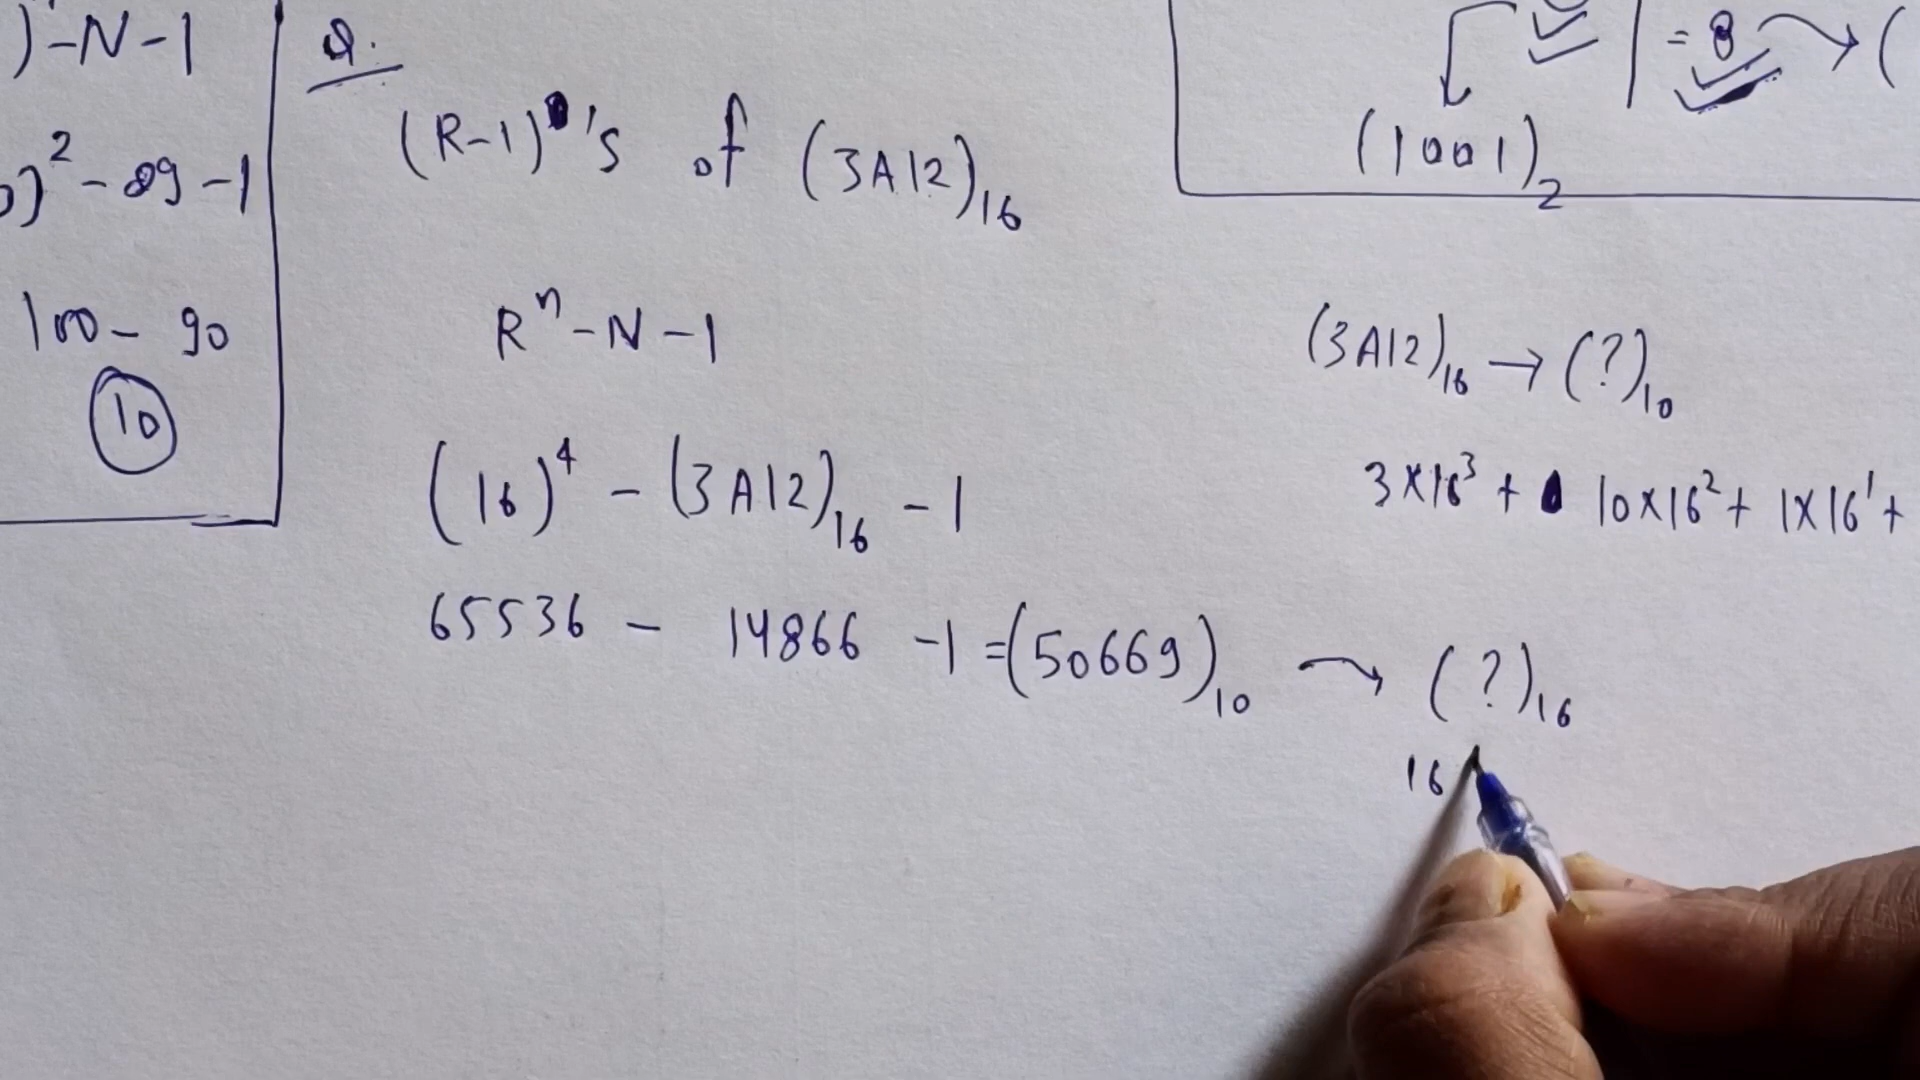 )-N-1
)² - 89 -1
100 - 90
10
Q.
(R-1)'s of (3A12)₁₆
Rⁿ - N - 1
(16)⁴ - (3A12)₁₆ - 1
65536 - 14866 -1 = (50669)₁₀ → (?)₁₆
16
= 8 → (
(1001)₂
(3A12)₁₆ → (?)₁₀
3×16³ + 10×16² + 1×16¹ +